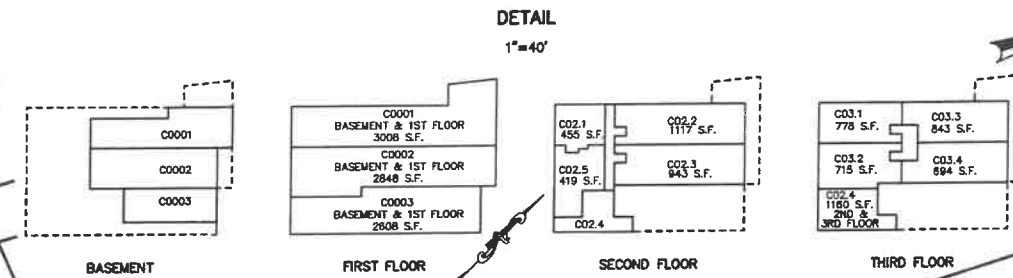 DETAIL
1"=40'
C0001
C0002
C0003
BASEMENT
C0001
BASEMENT & 1ST FLOOR
3008 S.F.
C0002
BASEMENT & 1ST FLOOR
2848 S.F.
C0003
BASEMENT & 1ST FLOOR
2608 S.F.
FIRST FLOOR
C02.1
455 S.F.
C02.2
1117 S.F.
C02.5
419 S.F.
C02.3
943 S.F.
C02.4
SECOND FLOOR
C03.1
778 S.F.
C03.3
843 S.F.
C03.2
715 S.F.
C03.4
694 S.F.
C02.4
1160 S.F.
2ND &
3RD FLOOR
THIRD FLOOR